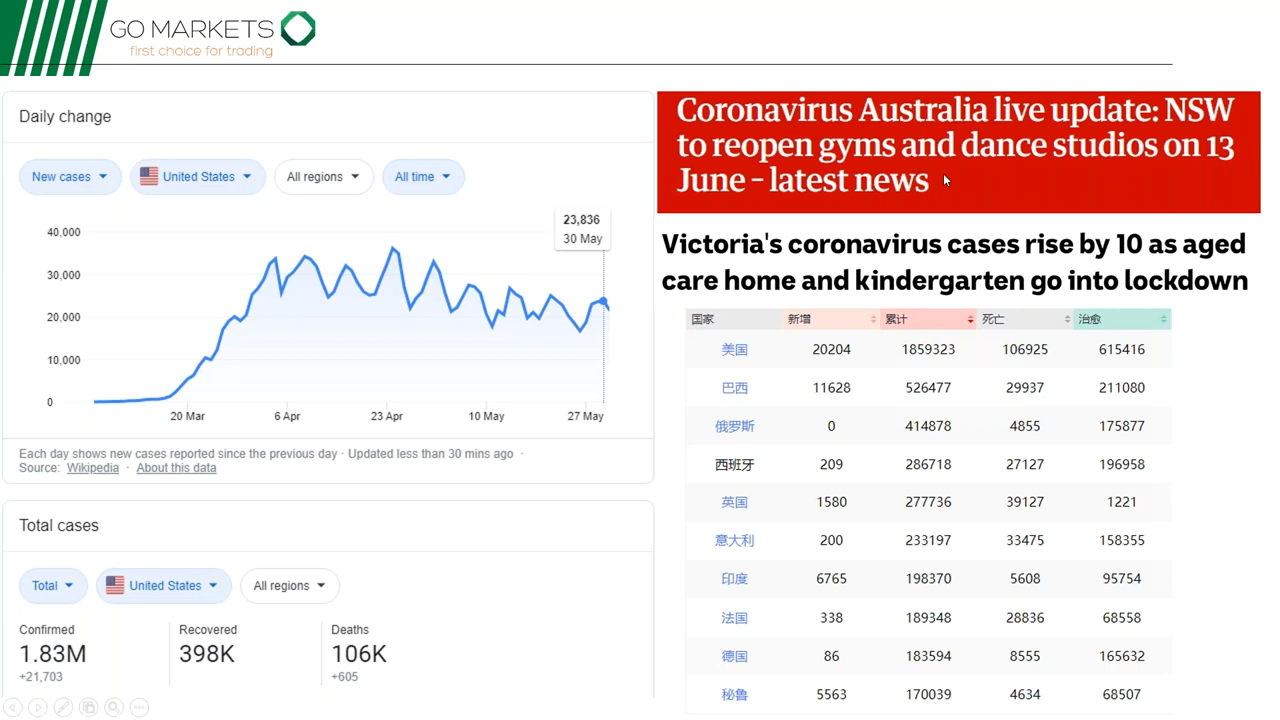 GO MARKETS
first choice for trading
Daily change
New cases United States All regions All time
23,836
30 May
40,000
30,000
20,000
10,000
0
20 Mar 6 Apr 23 Apr 10 May 27 May
Each day shows new cases reported since the previous day · Updated less than 30 mins ago ·
Source: Wikipedia · About this data
Total cases
Total United States All regions
Confirmed Recovered Deaths
1.83M 398K 106K
+21,703 +605
Coronavirus Australia live update: NSW
to reopen gyms and dance studios on 13
June – latest news
Victoria's coronavirus cases rise by 10 as aged
care home and kindergarten go into lockdown
国家 新增 累计 死亡 治愈
美国 20204 1859323 106925 615416
巴西 11628 526477 29937 211080
俄罗斯 0 414878 4855 175877
西班牙 209 286718 27127 196958
英国 1580 277736 39127 1221
意大利 200 233197 33475 158355
印度 6765 198370 5608 95754
法国 338 189348 28836 68558
德国 86 183594 8555 165632
秘鲁 5563 170039 4634 68507